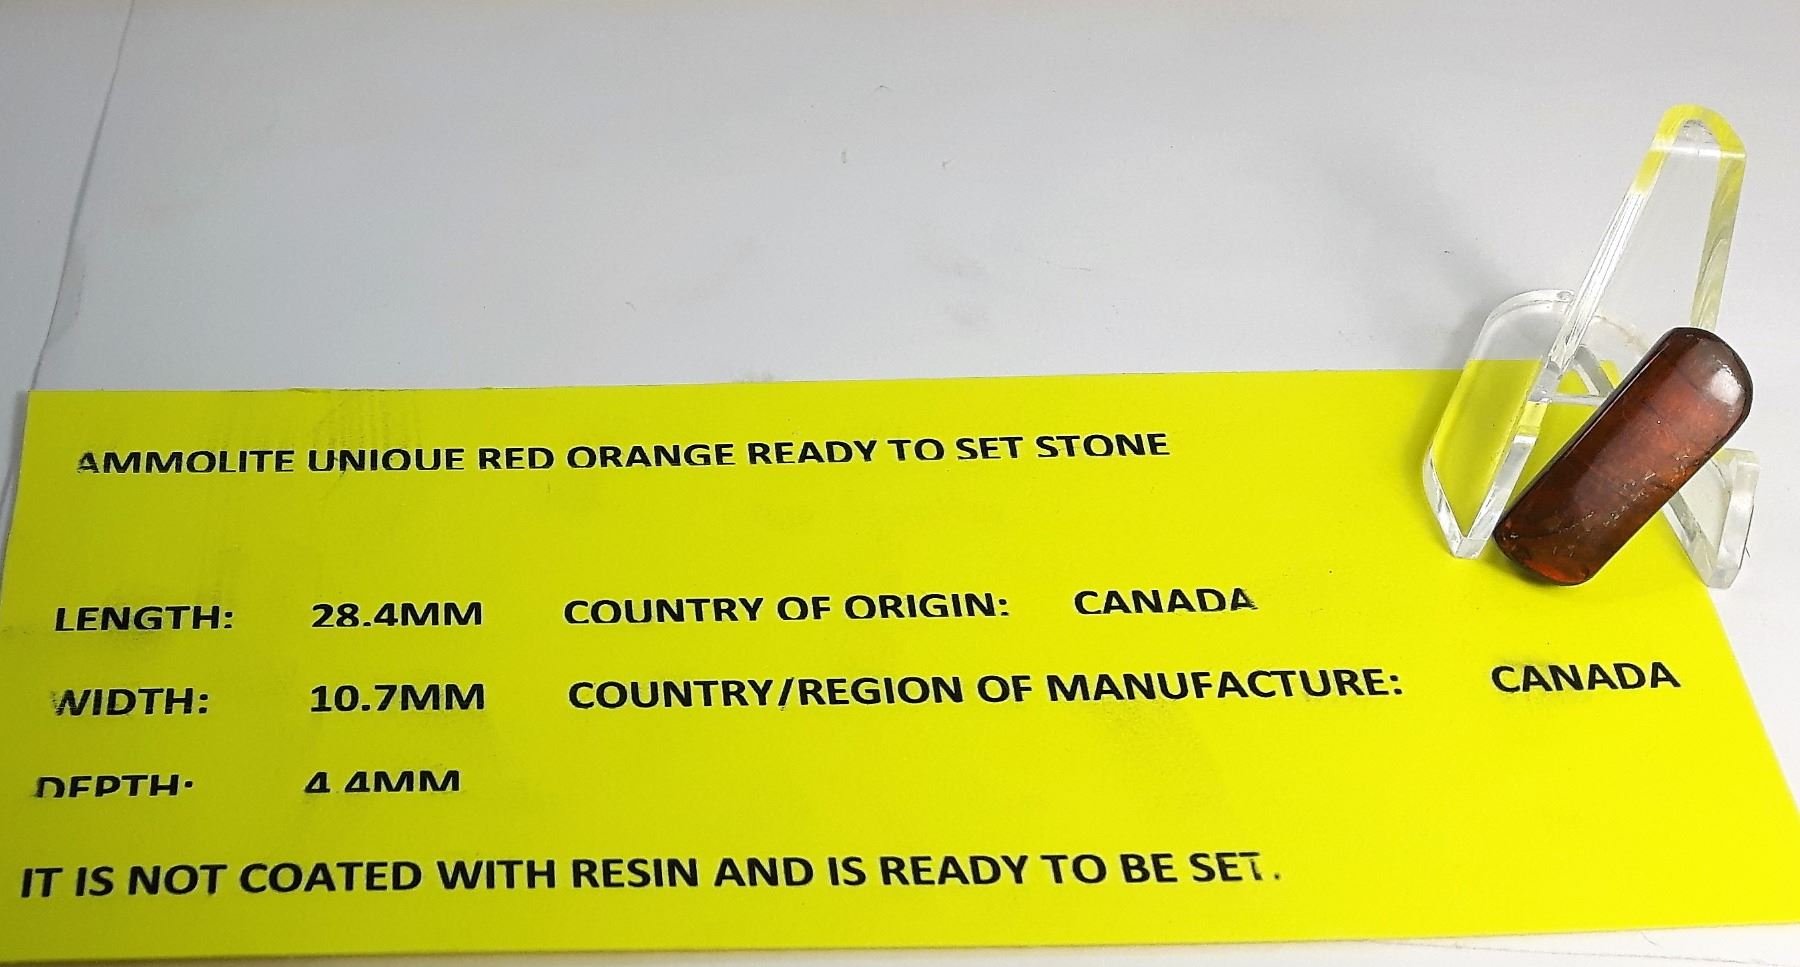 AMMOLITE UNIQUE RED ORANGE READY TO SET STONE
LENGTH: 28.4MM COUNTRY OF ORIGIN: CANADA
WIDTH: 10.7MM COUNTRY/REGION OF MANUFACTURE: CANADA
DEPTH: 4.4MM
IT IS NOT COATED WITH RESIN AND IS READY TO BE SET.